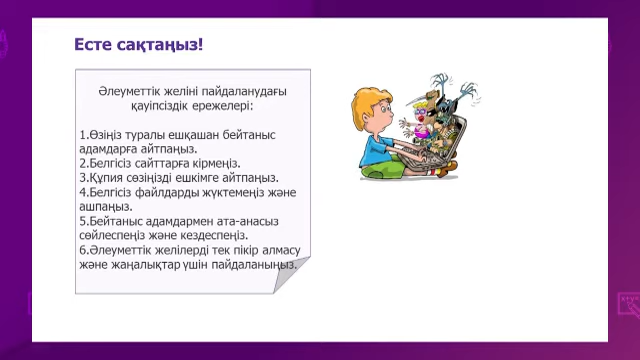 Есте сақтаңыз!
Әлеуметтік желіні пайдаланудағы
қауіпсіздік ережелері:
1.Өзіңіз туралы ешқашан бейтаныс
адамдарға айтпаңыз.
2.Белгісіз сайттарға кірмеңіз.
3.Құпия сөзіңізді ешкімге айтпаңыз.
4.Белгісіз файлдарды жүктемеңіз және
ашпаңыз.
5.Бейтаныс адамдармен ата-анасыз
сөйлеспеңіз және кездеспеңіз.
6.Әлеуметтік желілерді тек пікір алмасу
және жаңалықтар үшін пайдаланыңыз.